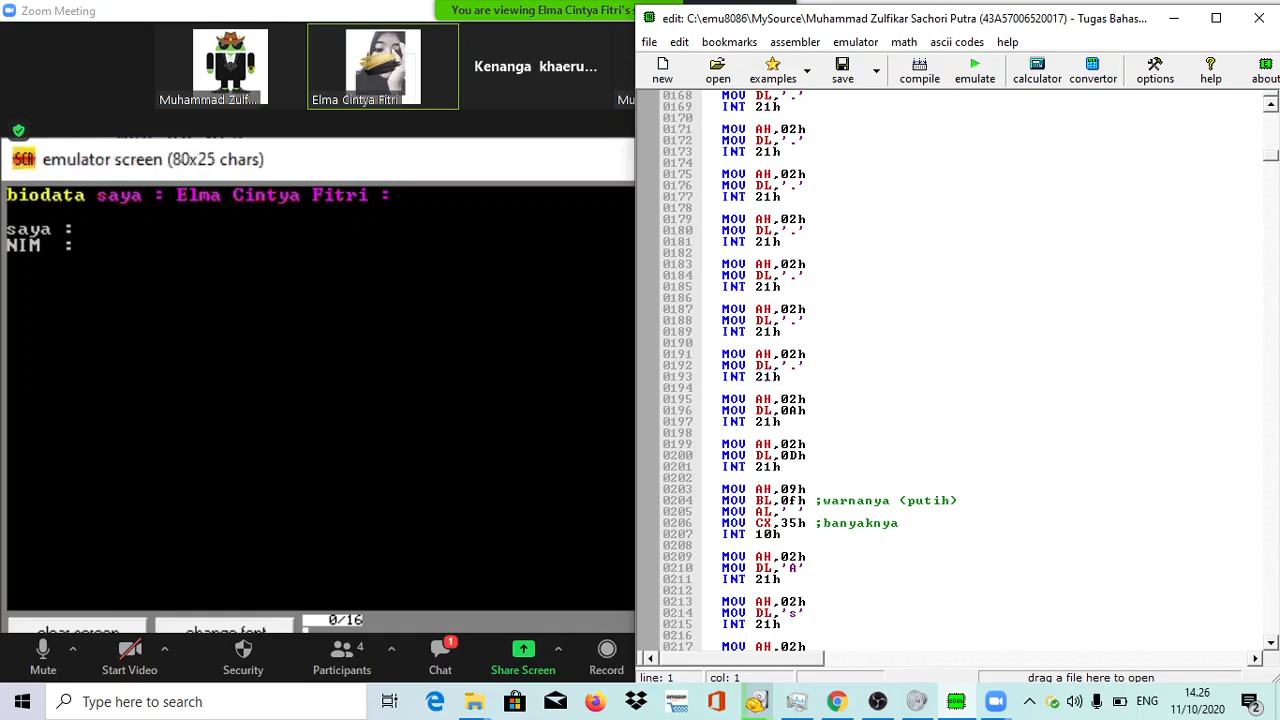 Zoom Meeting
You are viewing Elma Cintya Fitri's s
Muhammad Zulf...
Elma Cintya Fitri
Kenanga khaeru...
Mu
SCR emulator screen (80x25 chars)
biodata saya : Elma Cintya Fitri :
saya :
NIM :
clear screen
change font
0/16
Mute
Start Video
Security
4
Participants
1
Chat
Share Screen
Record
edit: C:\emu8086\MySource\Muhammad Zulfikar Sachori Putra (43A57006520017) - Tugas Bahas...
file edit bookmarks assembler emulator math ascii codes help
new open examples save compile emulate calculator convertor options help about
0168 MOV DL,'.'
0169 INT 21h
0170
0171 MOV AH,02h
0172 MOV DL,'.'
0173 INT 21h
0174
0175 MOV AH,02h
0176 MOV DL,'.'
0177 INT 21h
0178
0179 MOV AH,02h
0180 MOV DL,'.'
0181 INT 21h
0182
0183 MOV AH,02h
0184 MOV DL,'.'
0185 INT 21h
0186
0187 MOV AH,02h
0188 MOV DL,'.'
0189 INT 21h
0190
0191 MOV AH,02h
0192 MOV DL,'.'
0193 INT 21h
0194
0195 MOV AH,02h
0196 MOV DL,0Ah
0197 INT 21h
0198
0199 MOV AH,02h
0200 MOV DL,0Dh
0201 INT 21h
0202
0203 MOV AH,09h
0204 MOV BL,0fh ;warnanya (putih)
0205 MOV AL,' '
0206 MOV CX,35h ;banyaknya
0207 INT 10h
0208
0209 MOV AH,02h
0210 MOV DL,'A'
0211 INT 21h
0212
0213 MOV AH,02h
0214 MOV DL,'s'
0215 INT 21h
0216
0217 MOV AH,02h
line: 1 col: 1 drag a file here to open
Type here to search
amazon
ENG
14.28
11/10/2020
2